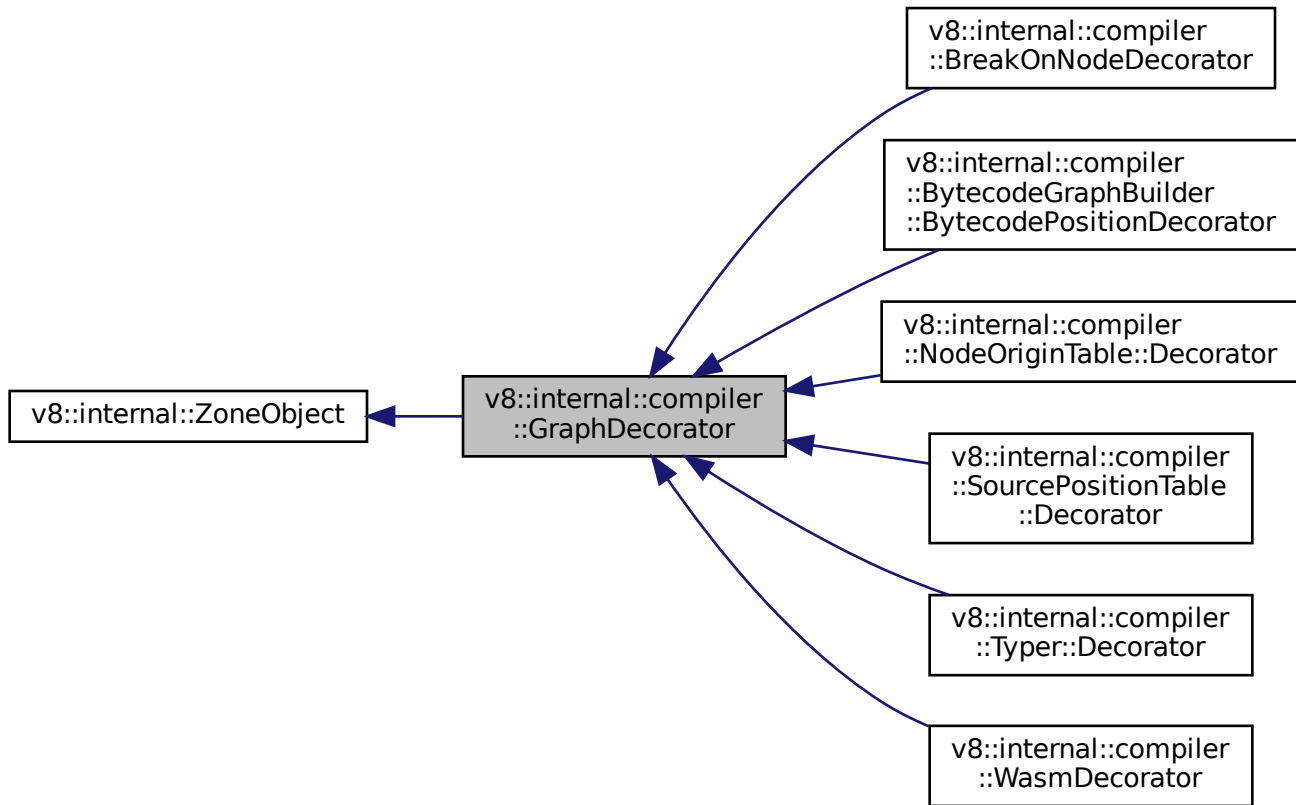 v8::internal::compiler
::BreakOnNodeDecorator
v8::internal::compiler
::BytecodeGraphBuilder
::BytecodePositionDecorator
v8::internal::compiler
::NodeOriginTable::Decorator
v8::internal::ZoneObject
v8::internal::compiler
::GraphDecorator
v8::internal::compiler
::SourcePositionTable
::Decorator
v8::internal::compiler
::Typer::Decorator
v8::internal::compiler
::WasmDecorator